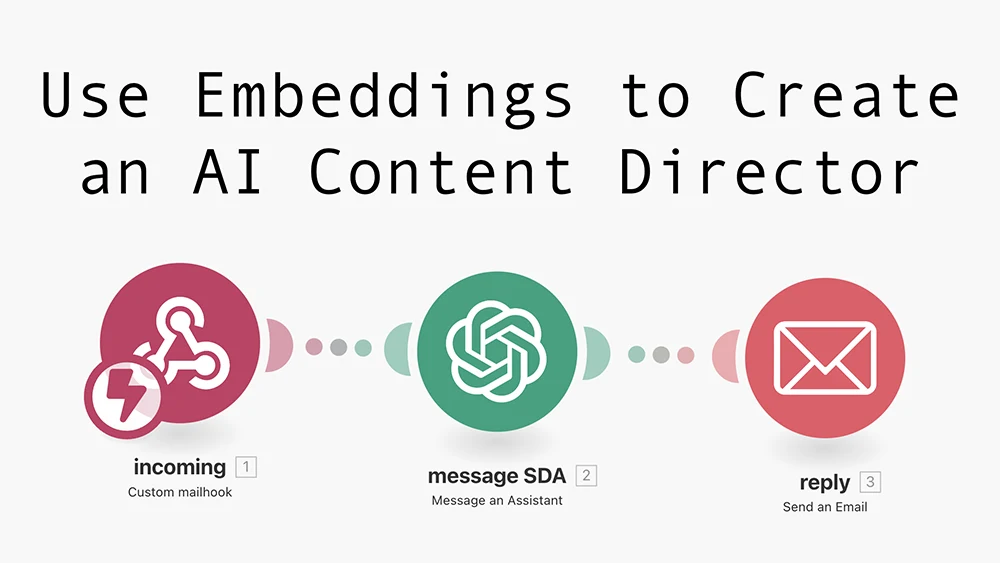 Use Embeddings to Create
an AI Content Director
incoming 1
Custom mailhook
message SDA 2
Message an Assistant
reply 3
Send an Email